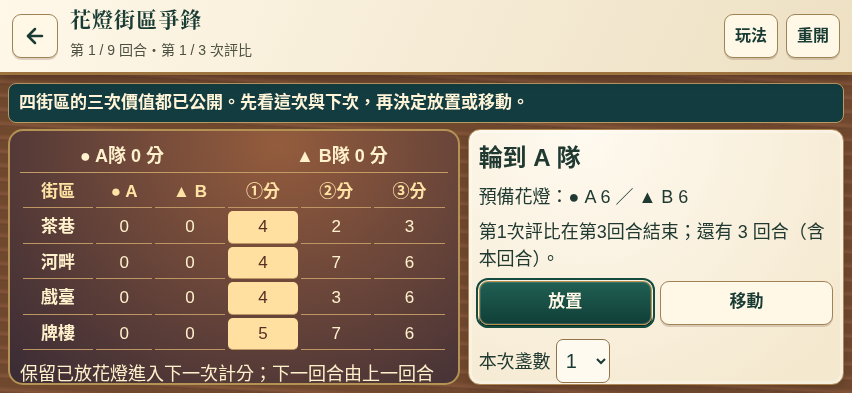 花燈街區爭鋒
第 1 / 9 回合・第 1 / 3 次評比
玩法
重開
四街區的三次價值都已公開。先看這次與下次，再決定放置或移動。
● A隊 0 分 ▲ B隊 0 分
街區 ● A ▲ B ①分 ②分 ③分
茶巷 0 0 4 2 3
河畔 0 0 4 7 6
戲臺 0 0 4 3 6
牌樓 0 0 5 7 6
保留已放花燈進入下一次計分；下一回合由上一回合
輪到 A 隊
預備花燈：● A 6 ／ ▲ B 6
第1次評比在第3回合結束；還有 3 回合（含
本回合）。
放置
移動
本次盞數 1